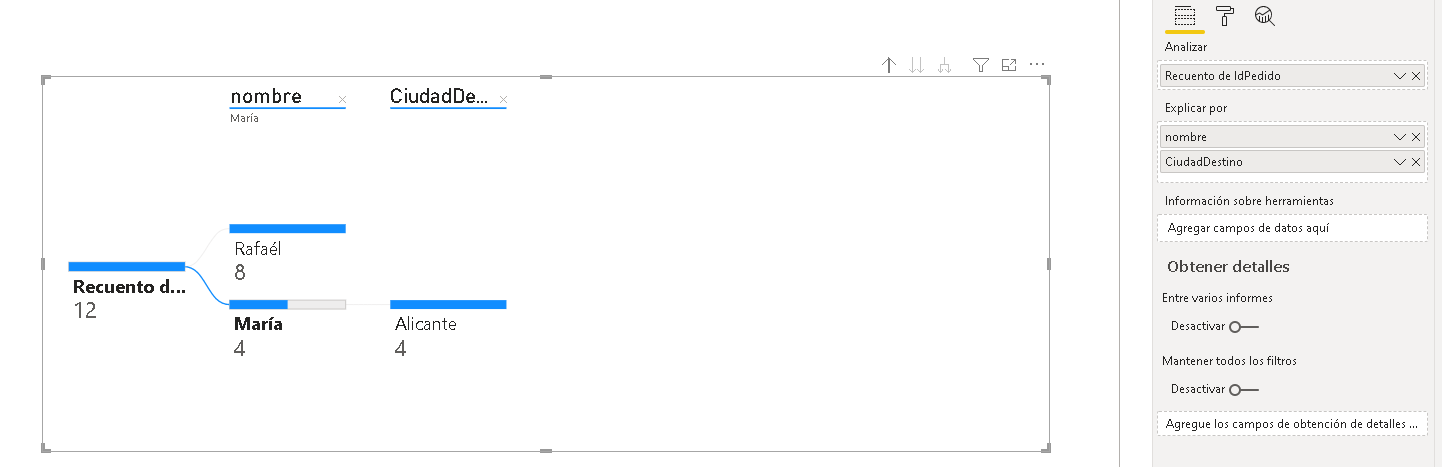 nombre
María
CiudadDe...
Rafaél
8
Recuento d...
12
María
4
Alicante
4
Analizar
Recuento de IdPedido
Explicar por
nombre
CiudadDestino
Información sobre herramientas
Agregar campos de datos aquí
Obtener detalles
Entre varios informes
Desactivar
Mantener todos los filtros
Desactivar
Agregue los campos de obtención de detalles ...